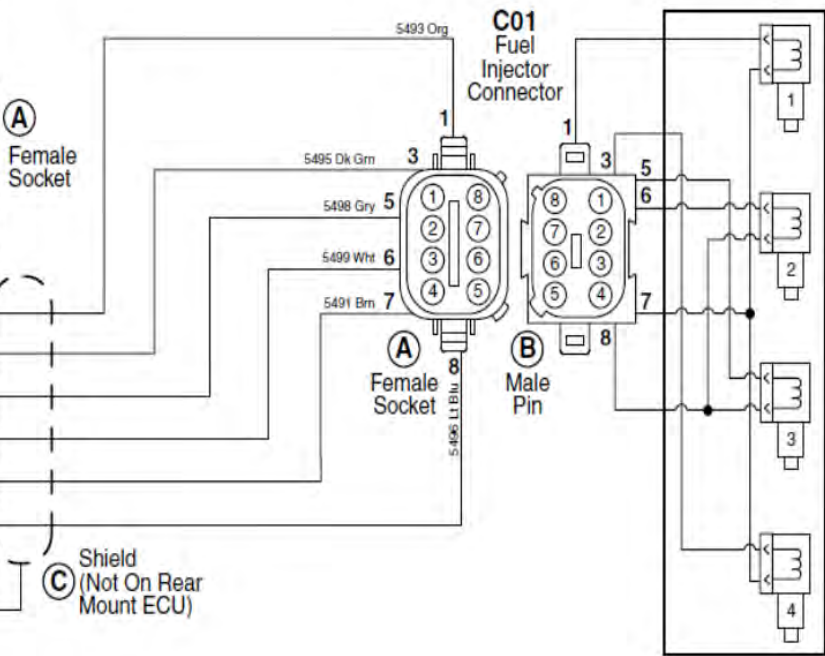 5493 Org
C01
Fuel
Injector
Connector
A
Female
Socket
1
1
1
5495 Dk Grn
3
3
5
6
5498 Gry
5
5499 Wht
6
5491 Brn
7
1
8
2
7
3
6
4
5
8
1
7
2
6
3
5
4
2
7
8
8
A
Female
Socket
B
Male
Pin
5496 Lt Blu
3
C
Shield
(Not On Rear
Mount ECU)
4